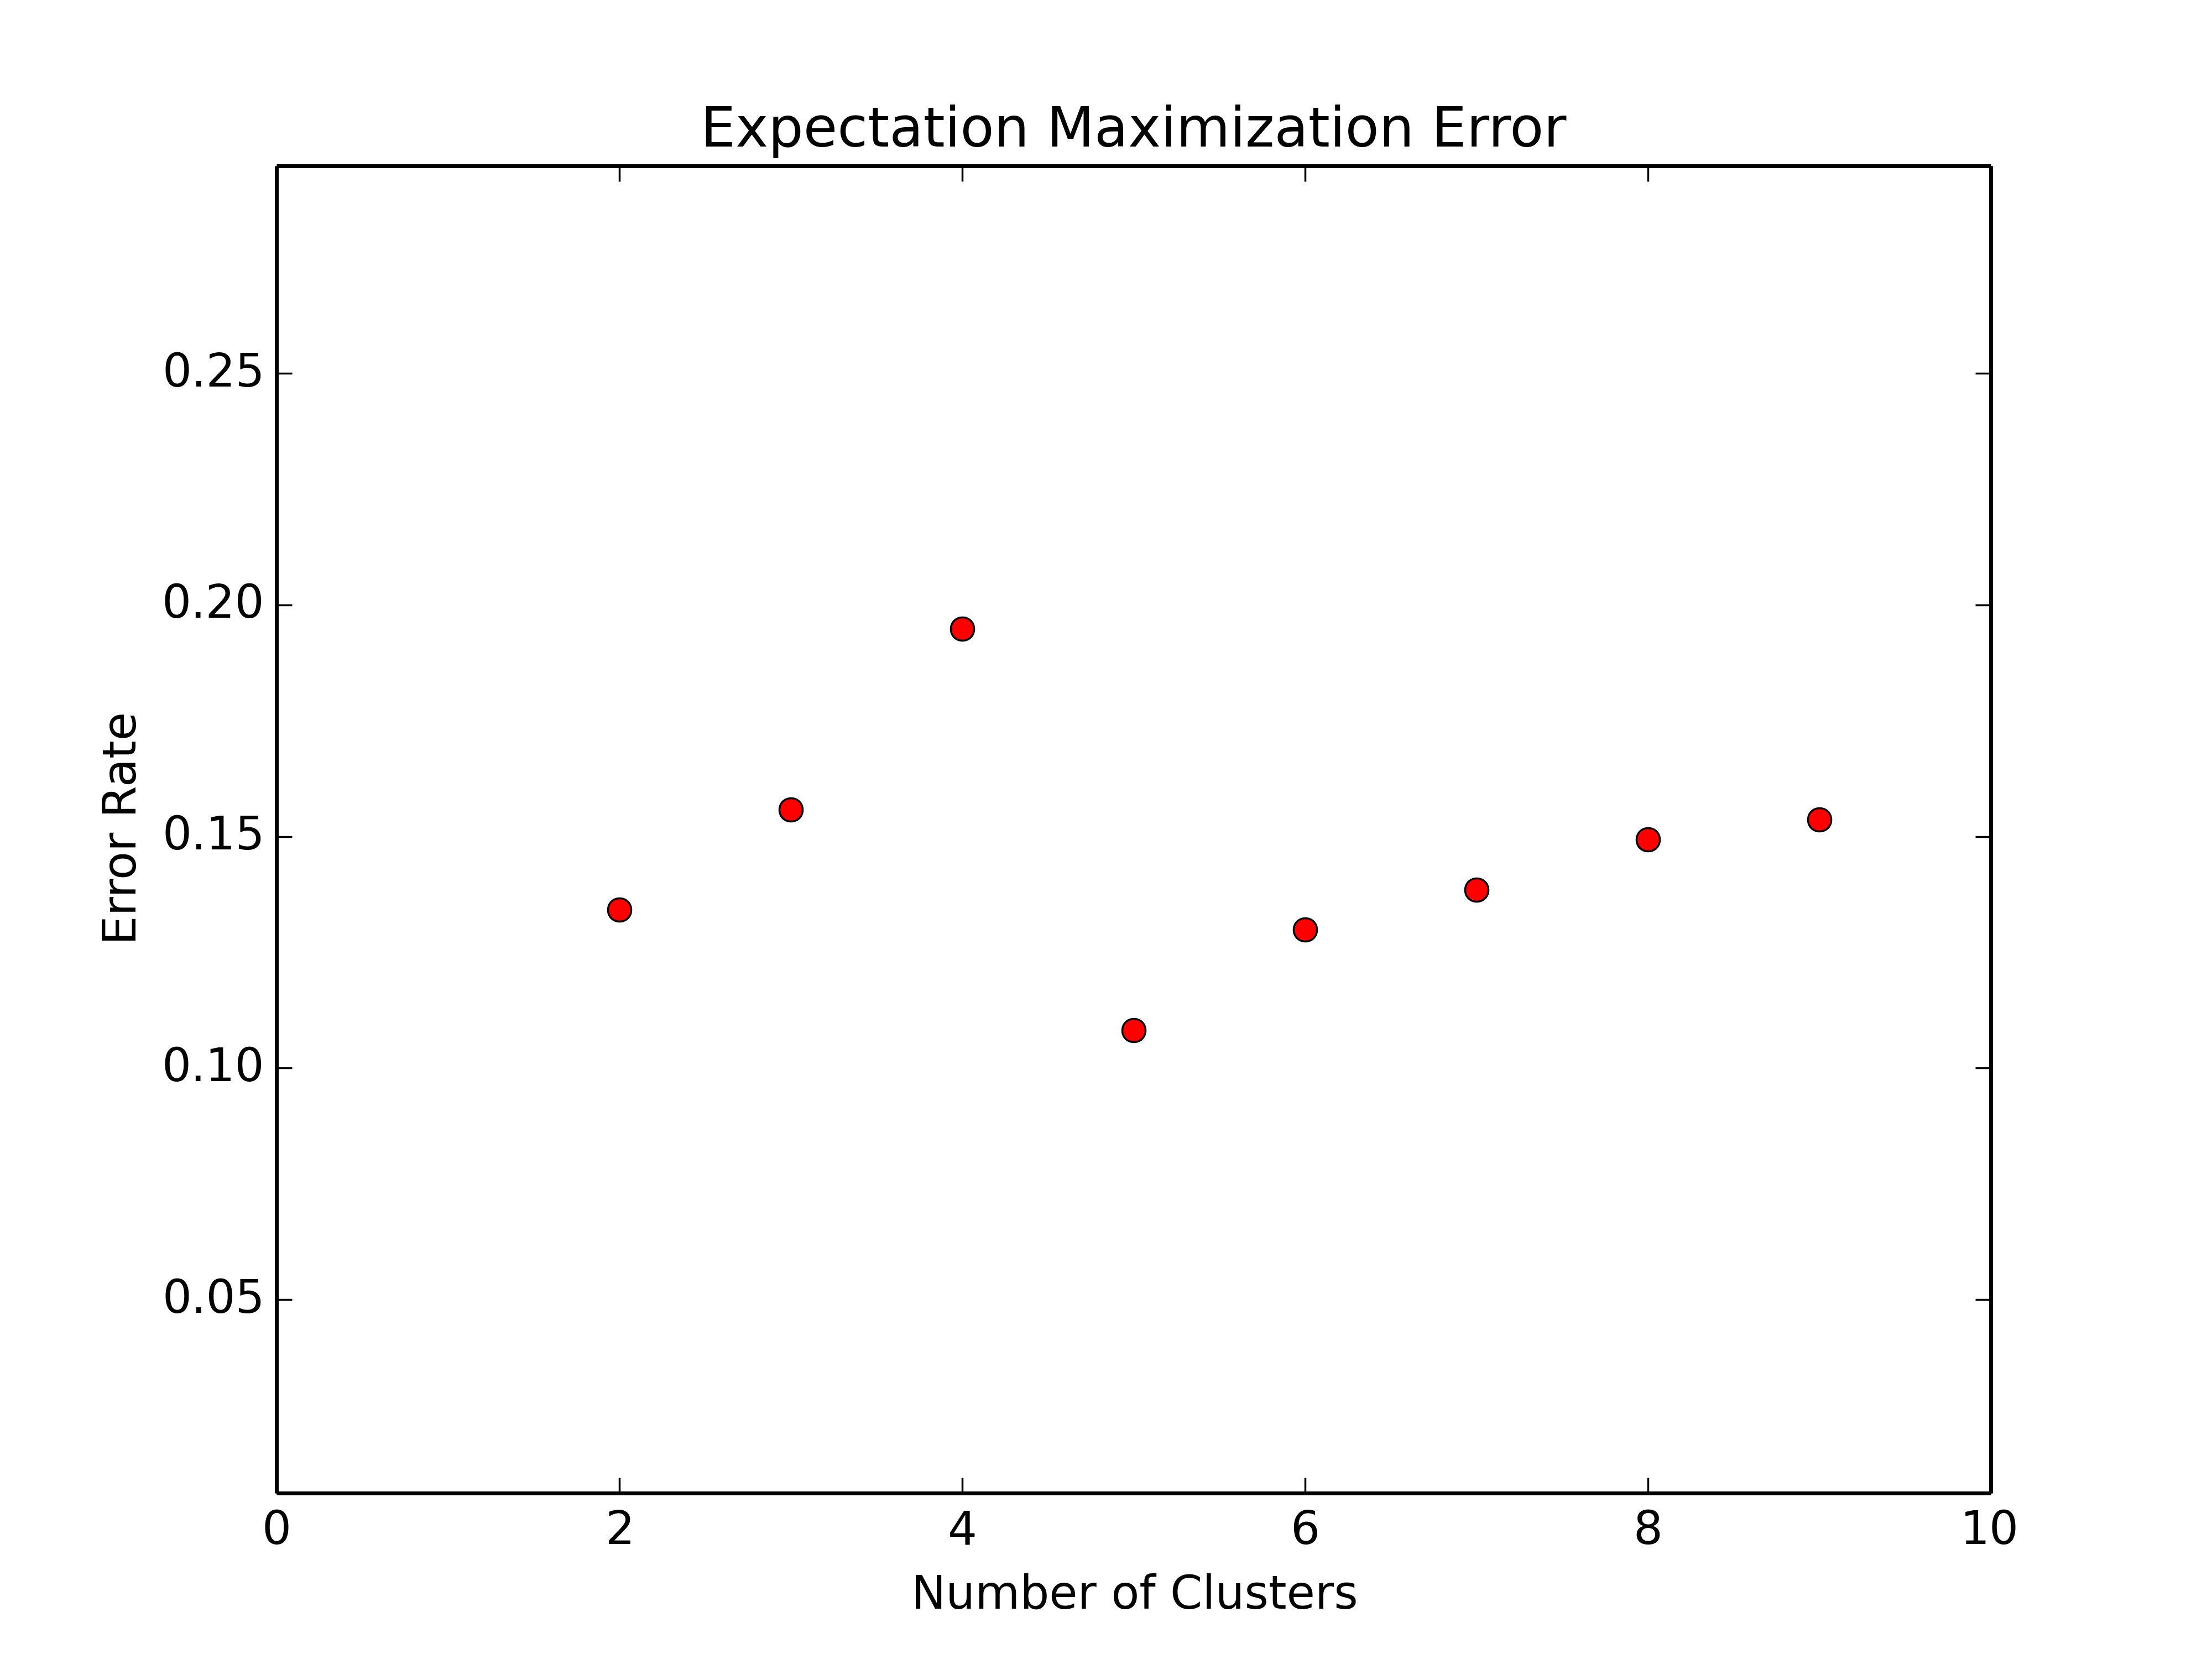 Expectation Maximization Error
0.25
0.20
0.15
0.10
0.05
Error Rate
0 2 4 6 8 10
Number of Clusters